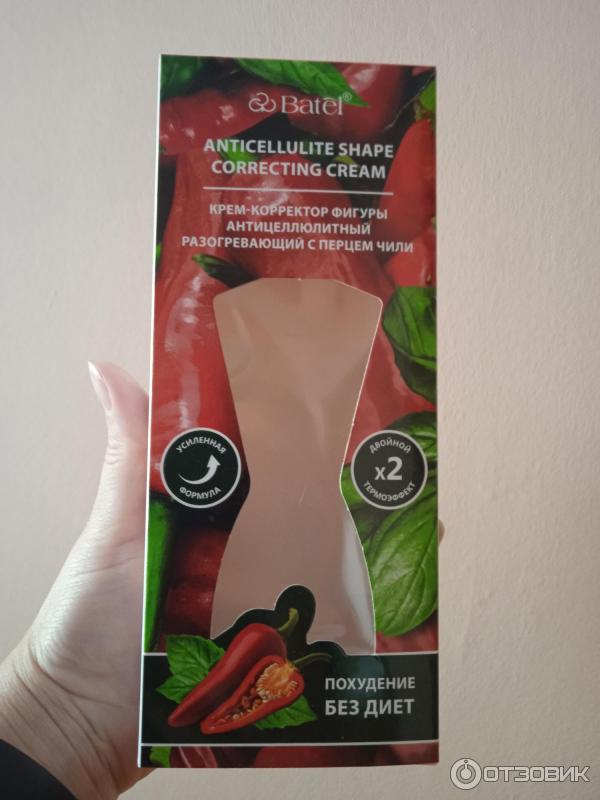 Batel®
ANTICELLULITE SHAPE
CORRECTING CREAM
КРЕМ-КОРРЕКТОР ФИГУРЫ
АНТИЦЕЛЛЮЛИТНЫЙ
РАЗОГРЕВАЮЩИЙ С ПЕРЦЕМ ЧИЛИ
УСИЛЕННАЯ
ФОРМУЛА
ДВОЙНОЙ
x2
ТЕРМОЭФФЕКТ
ПОХУДЕНИЕ
БЕЗ ДИЕТ
ОТЗОВИК